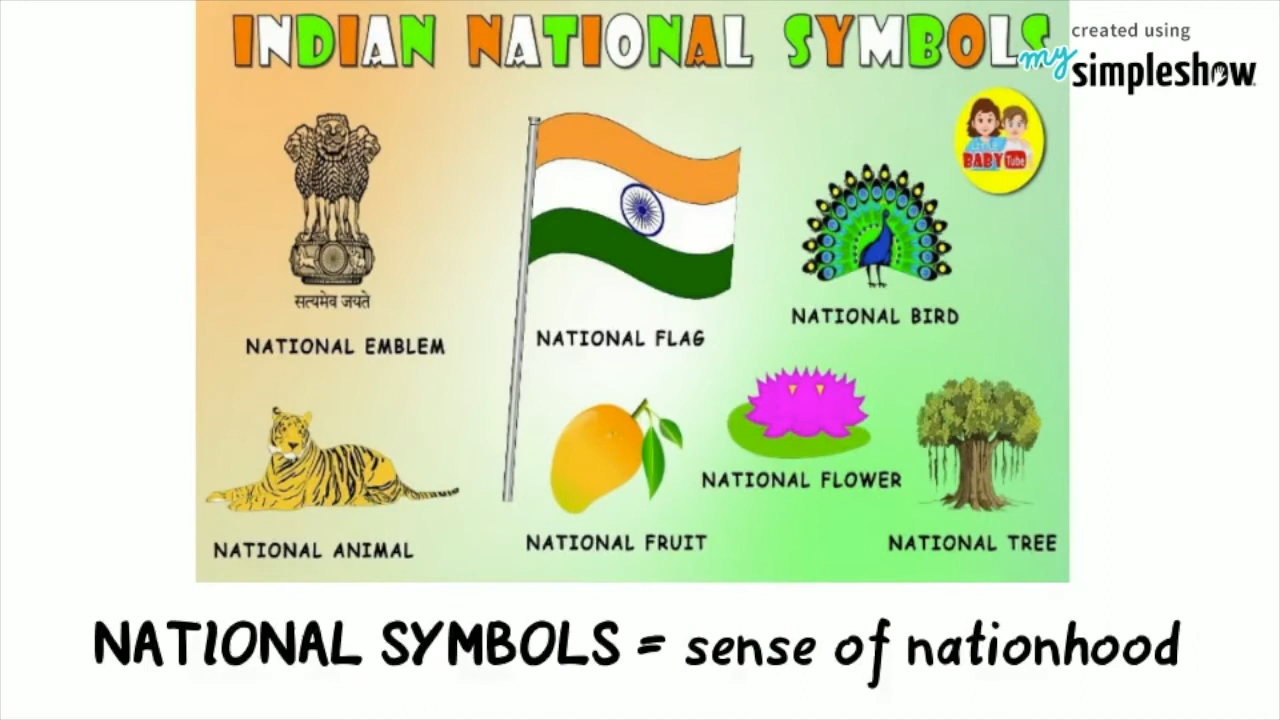 INDIAN NATIONAL SYMBOLS
created using
my simpleshow
BABY Tube
सत्यमेव जयते
NATIONAL EMBLEM
NATIONAL FLAG
NATIONAL BIRD
NATIONAL ANIMAL
NATIONAL FRUIT
NATIONAL FLOWER
NATIONAL TREE
NATIONAL SYMBOLS = sense of nationhood